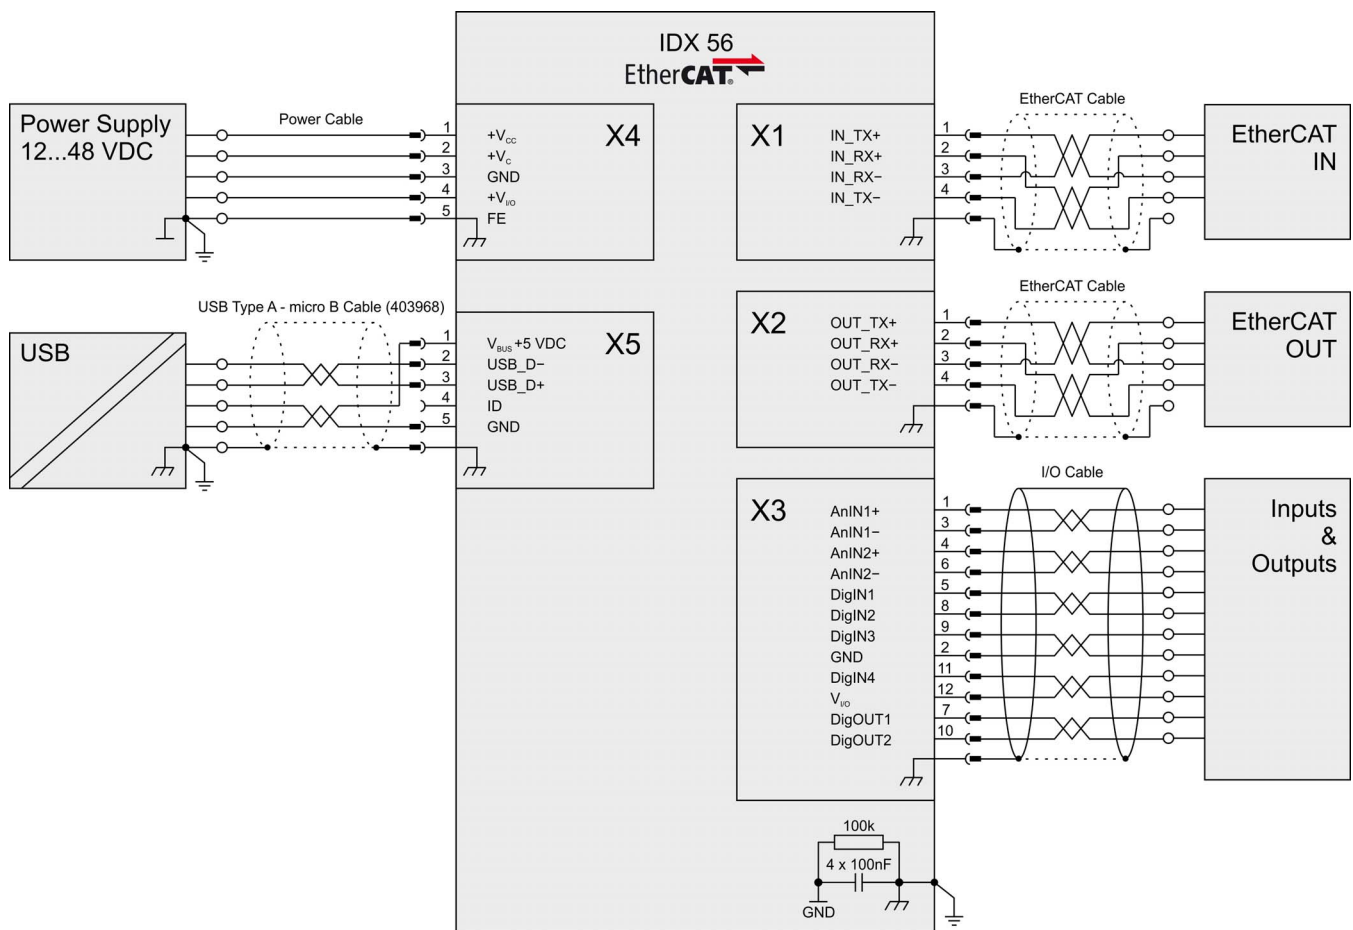 IDX 56
EtherCAT®
Power Supply
12...48 VDC
Power Cable
X4
1 +Vcc
2 +Vc
3 GND
4 +VI/O
5 FE
USB Type A - micro B Cable (403968)
USB
X5
1 VBUS +5 VDC
2 USB_D−
3 USB_D+
4 ID
5 GND
X1
IN_TX+ 1
IN_RX+ 2
IN_RX− 3
IN_TX− 4
EtherCAT Cable
EtherCAT
IN
X2
OUT_TX+ 1
OUT_RX+ 2
OUT_RX− 3
OUT_TX− 4
EtherCAT Cable
EtherCAT
OUT
X3
AnIN1+ 1
AnIN1− 3
AnIN2+ 4
AnIN2− 6
DigIN1 5
DigIN2 8
DigIN3 9
GND 2
DigIN4 11
VI/O 12
DigOUT1 7
DigOUT2 10
I/O Cable
Inputs
&
Outputs
100k
4 x 100nF
GND